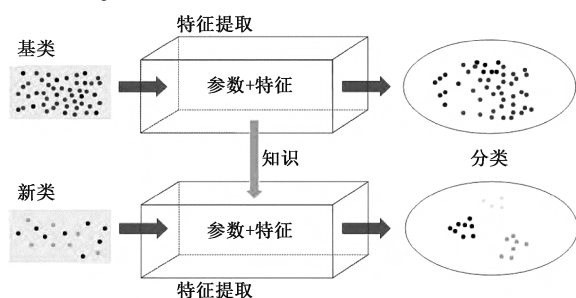 特征提取
基类
参数+特征
知识
分类
新类
参数+特征
特征提取